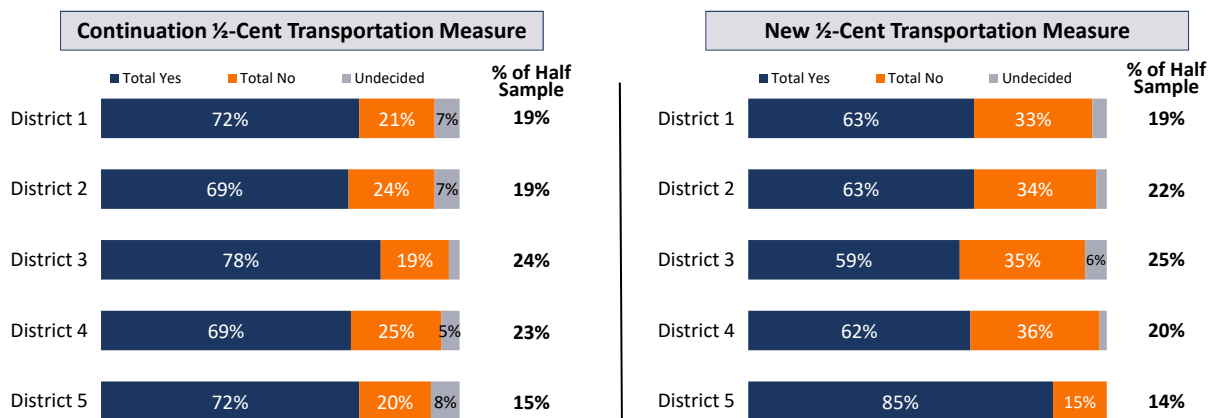 Continuation ½-Cent Transportation Measure
Total Yes Total No Undecided
% of Half
Sample
District 1 72% 21% 7% 19%
District 2 69% 24% 7% 19%
District 3 78% 19% 24%
District 4 69% 25% 5% 23%
District 5 72% 20% 8% 15%
New ½-Cent Transportation Measure
Total Yes Total No Undecided
% of Half
Sample
District 1 63% 33% 19%
District 2 63% 34% 22%
District 3 59% 35% 6% 25%
District 4 62% 36% 20%
District 5 85% 15% 14%